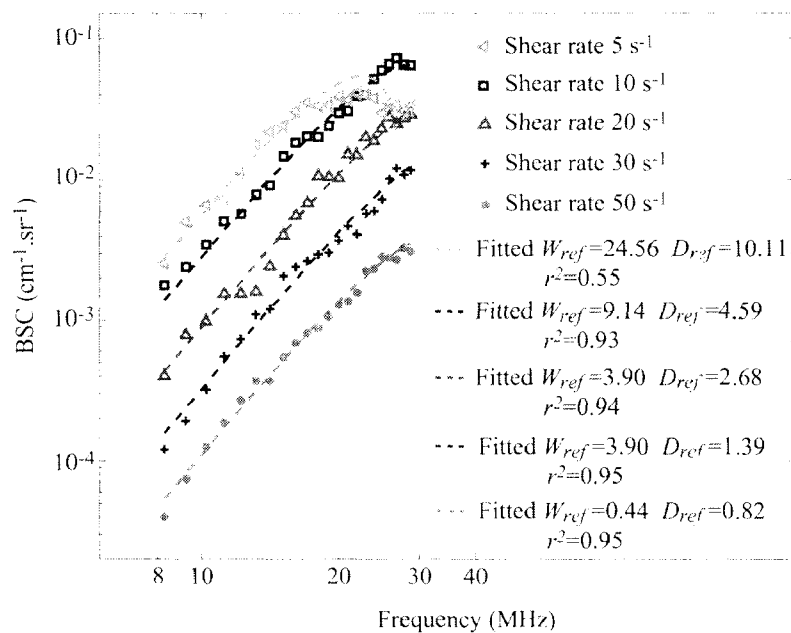 10⁻¹
10⁻²
10⁻³
10⁻⁴
BSC (cm⁻¹.sr⁻¹)
Shear rate 5 s⁻¹
Shear rate 10 s⁻¹
Shear rate 20 s⁻¹
Shear rate 30 s⁻¹
Shear rate 50 s⁻¹
Fitted W_ref=24.56 D_ref=10.11
r²=0.55
Fitted W_ref=9.14 D_ref=4.59
r²=0.93
Fitted W_ref=3.90 D_ref=2.68
r²=0.94
Fitted W_ref=3.90 D_ref=1.39
r²=0.95
Fitted W_ref=0.44 D_ref=0.82
r²=0.95
8 10 20 30 40
Frequency (MHz)